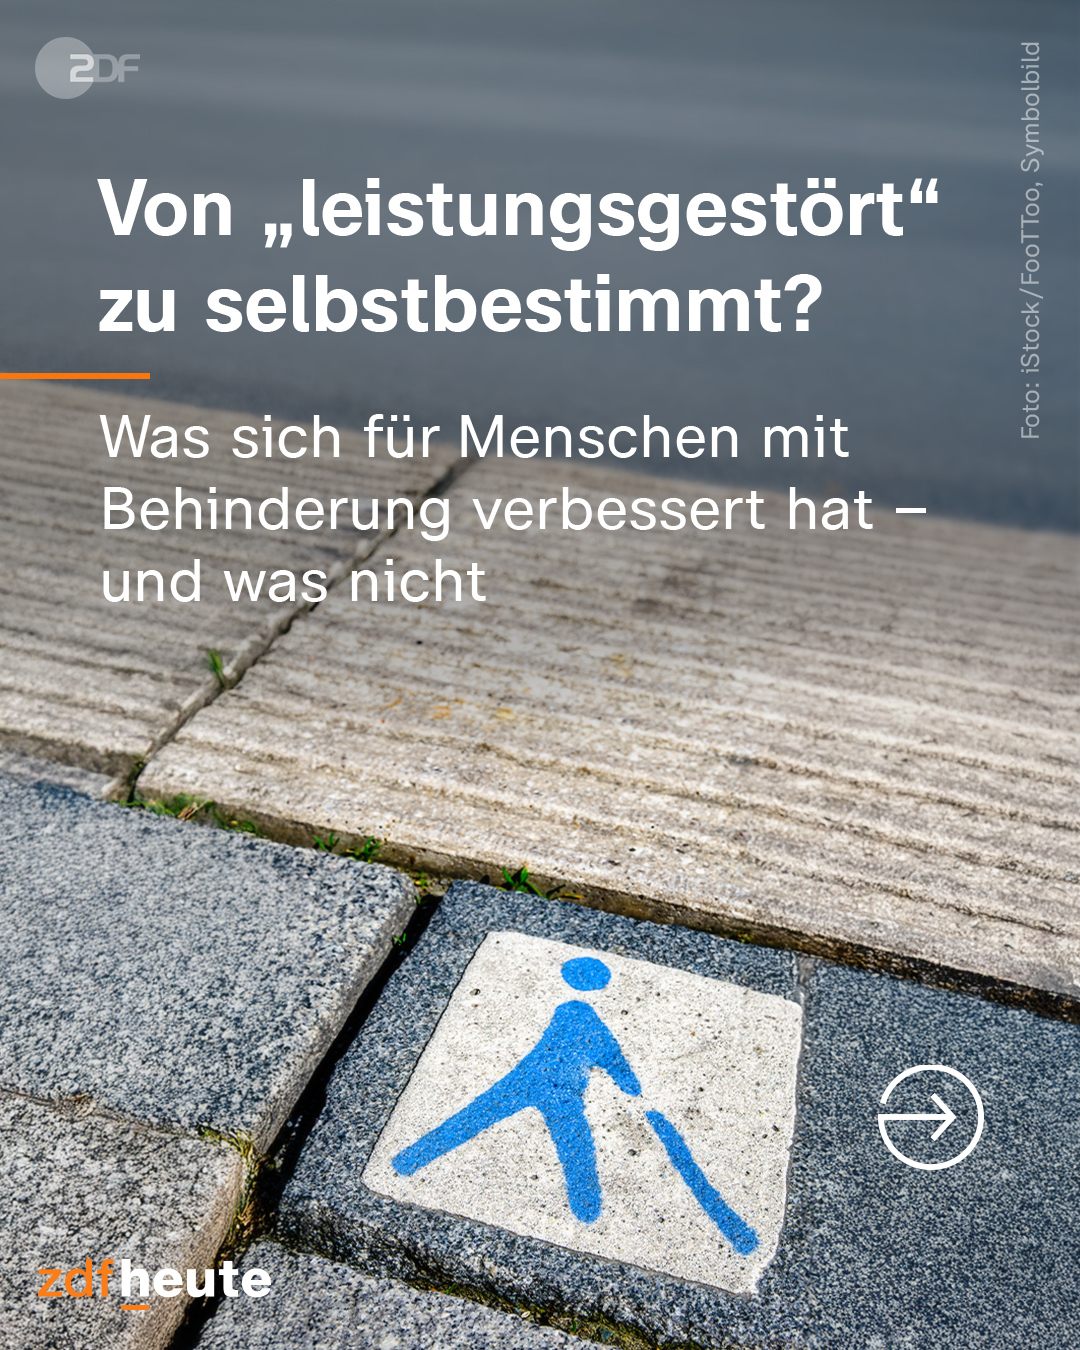 ZDF
Foto: iStock/FooTToo, Symbolbild
Von „leistungsgestört“
zu selbstbestimmt?
Was sich für Menschen mit
Behinderung verbessert hat –
und was nicht
zdfheute